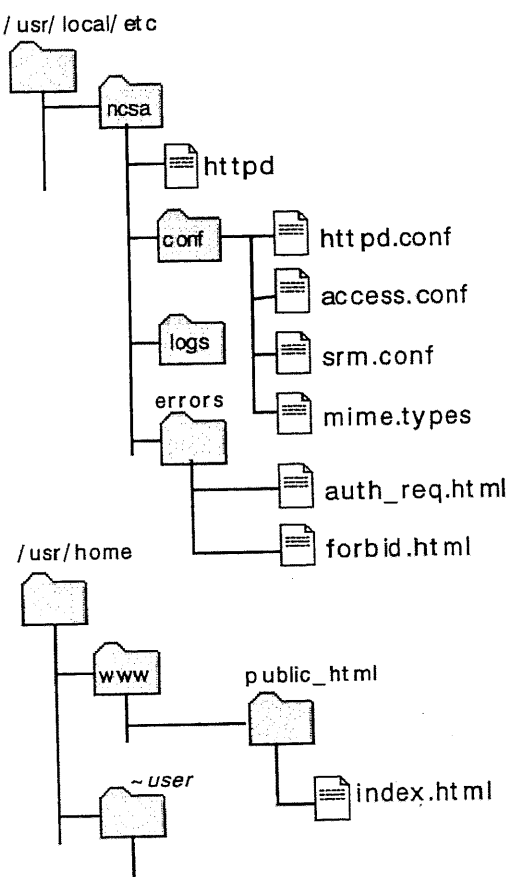 /usr/local/etc
ncsa
httpd
conf
httpd.conf
access.conf
logs
srm.conf
errors
mime.types
auth_req.html
forbid.html
/usr/home
www
public_html
~user
index.html